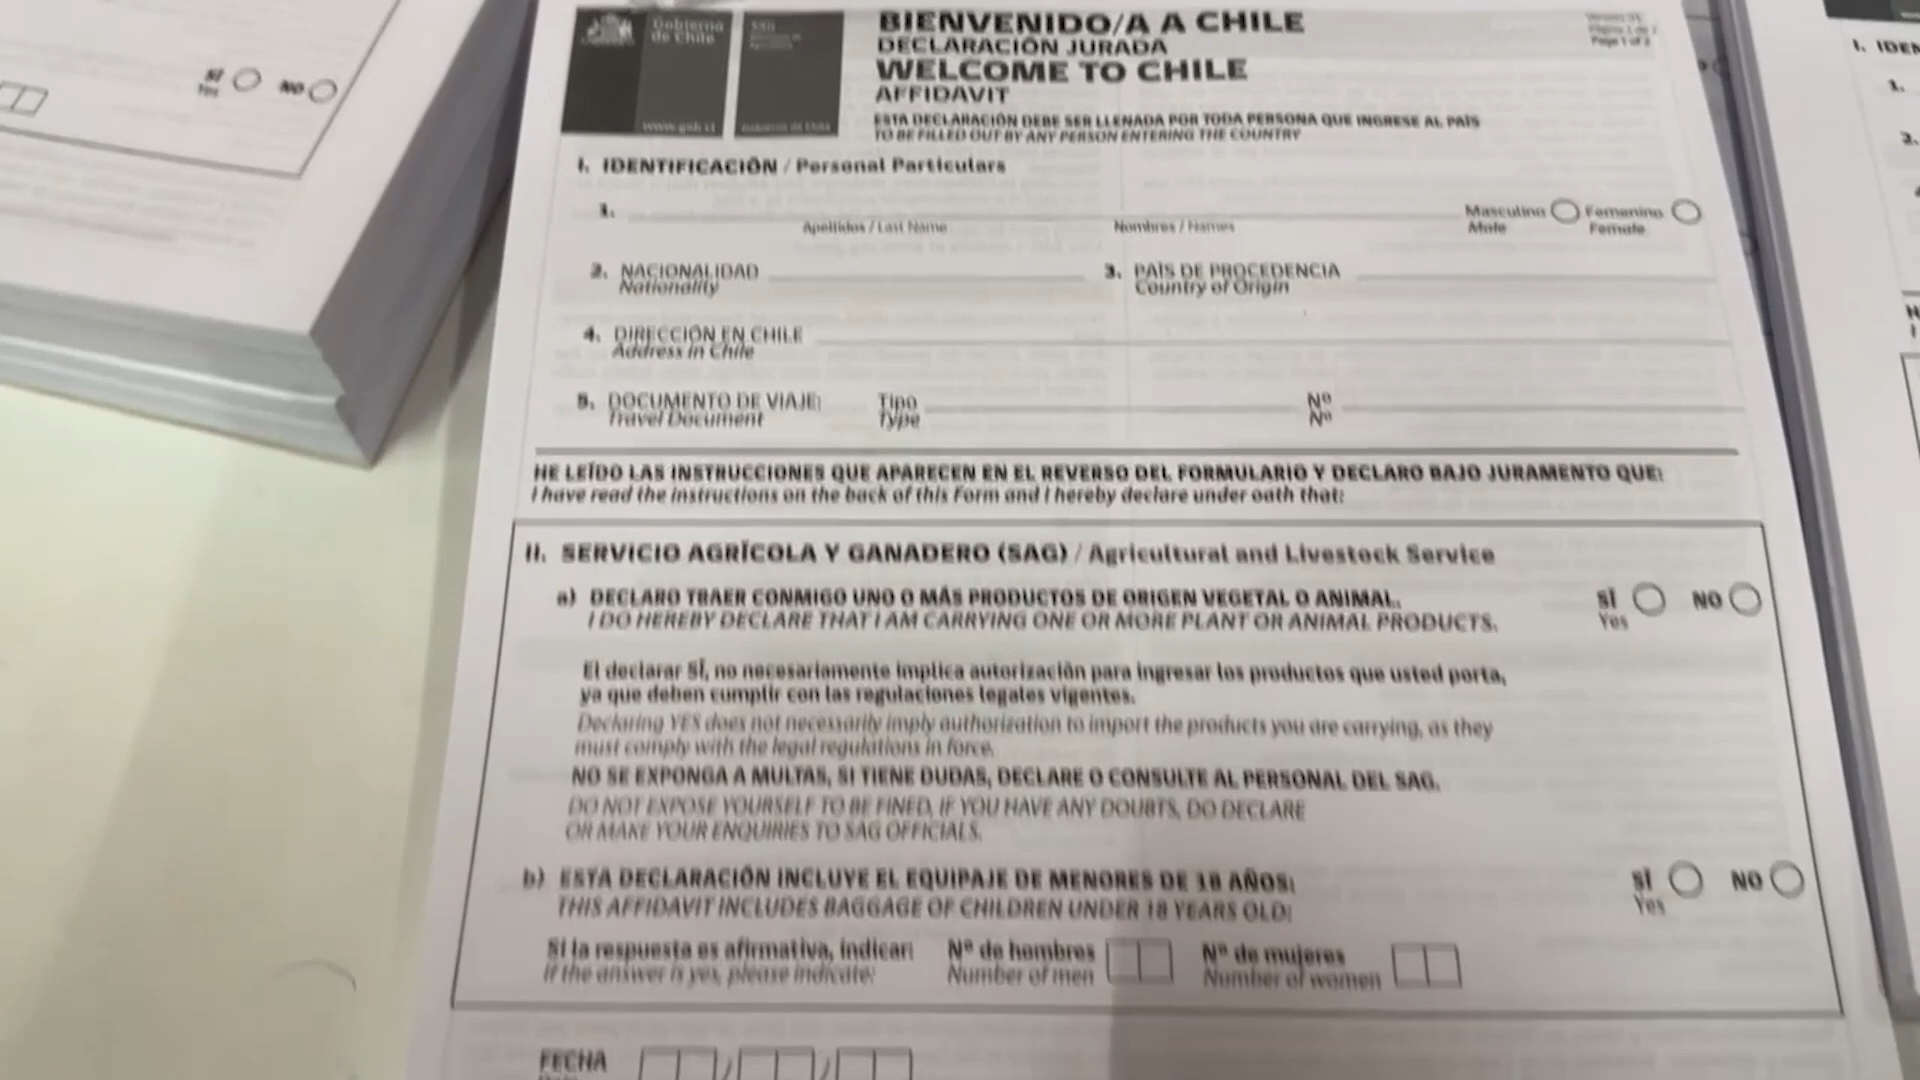 SÍ NO
Yes
Gobierno
de Chile
SAG
www.gob.cl
Gobierno de Chile
BIENVENIDO/A A CHILE
DECLARACIÓN JURADA
WELCOME TO CHILE
AFFIDAVIT
ESTA DECLARACIÓN DEBE SER LLENADA POR TODA PERSONA QUE INGRESE AL PAÍS
TO BE FILLED OUT BY ANY PERSON ENTERING THE COUNTRY
I. IDENTIFICACIÓN / Personal Particulars
1.
Apellidos / Last Name Nombres / Names
Masculino Femenino
Male Female
2. NACIONALIDAD 3. PAÍS DE PROCEDENCIA
Nationality Country of Origin
4. DIRECCIÓN EN CHILE
Address in Chile
5. DOCUMENTO DE VIAJE: Tipo Nº
Travel Document Type Nº
HE LEÍDO LAS INSTRUCCIONES QUE APARECEN EN EL REVERSO DEL FORMULARIO Y DECLARO BAJO JURAMENTO QUE:
I have read the instructions on the back of this Form and I hereby declare under oath that:
II. SERVICIO AGRÍCOLA Y GANADERO (SAG) / Agricultural and Livestock Service
a) DECLARO TRAER CONMIGO UNO O MÁS PRODUCTOS DE ORIGEN VEGETAL O ANIMAL. SÍ NO
I DO HEREBY DECLARE THAT I AM CARRYING ONE OR MORE PLANT OR ANIMAL PRODUCTS. Yes
El declarar SÍ, no necesariamente implica autorización para ingresar los productos que usted porta,
ya que deben cumplir con las regulaciones legales vigentes.
Declaring YES does not necessarily imply authorization to import the products you are carrying, as they
must comply with the legal regulations in force.
NO SE EXPONGA A MULTAS, SI TIENE DUDAS, DECLARE O CONSULTE AL PERSONAL DEL SAG.
DO NOT EXPOSE YOURSELF TO BE FINED, IF YOU HAVE ANY DOUBTS, DO DECLARE
OR MAKE YOUR ENQUIRIES TO SAG OFFICIALS.
b) ESTA DECLARACIÓN INCLUYE EL EQUIPAJE DE MENORES DE 18 AÑOS: SÍ NO
THIS AFFIDAVIT INCLUDES BAGGAGE OF CHILDREN UNDER 18 YEARS OLD: Yes
Si la respuesta es afirmativa, indicar: Nº de hombres Nº de mujeres
If the answer is yes, please indicate: Number of men Number of women
FECHA
I. IDEN
1.
2.